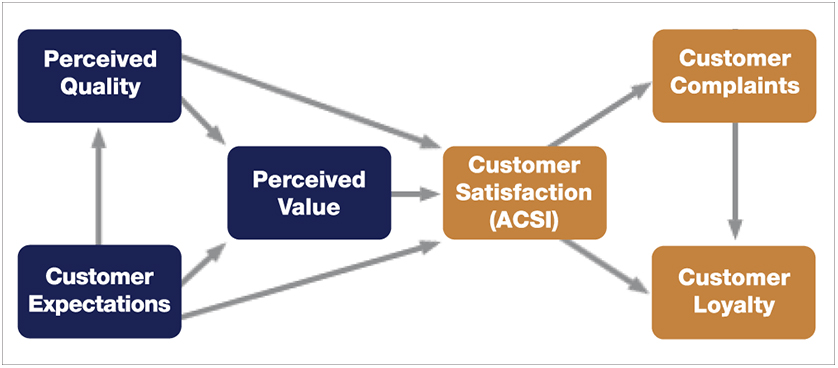 Perceived
Quality
Customer
Complaints
Perceived
Value
Customer
Satisfaction
(ACSI)
Customer
Expectations
Customer
Loyalty